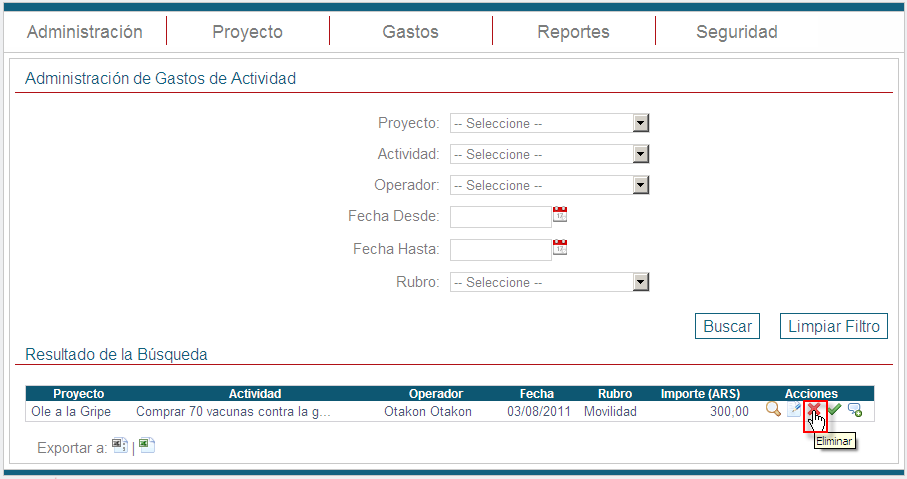 Administración Proyecto Gastos Reportes Seguridad
Administración de Gastos de Actividad
Proyecto: -- Seleccione --
Actividad: -- Seleccione --
Operador: -- Seleccione --
Fecha Desde:
Fecha Hasta:
Rubro: -- Seleccione --
Buscar Limpiar Filtro
Resultado de la Búsqueda
Proyecto Actividad Operador Fecha Rubro Importe (ARS) Acciones
Ole a la Gripe Comprar 70 vacunas contra la g... Otakon Otakon 03/08/2011 Movilidad 300,00
Eliminar
Exportar a: |